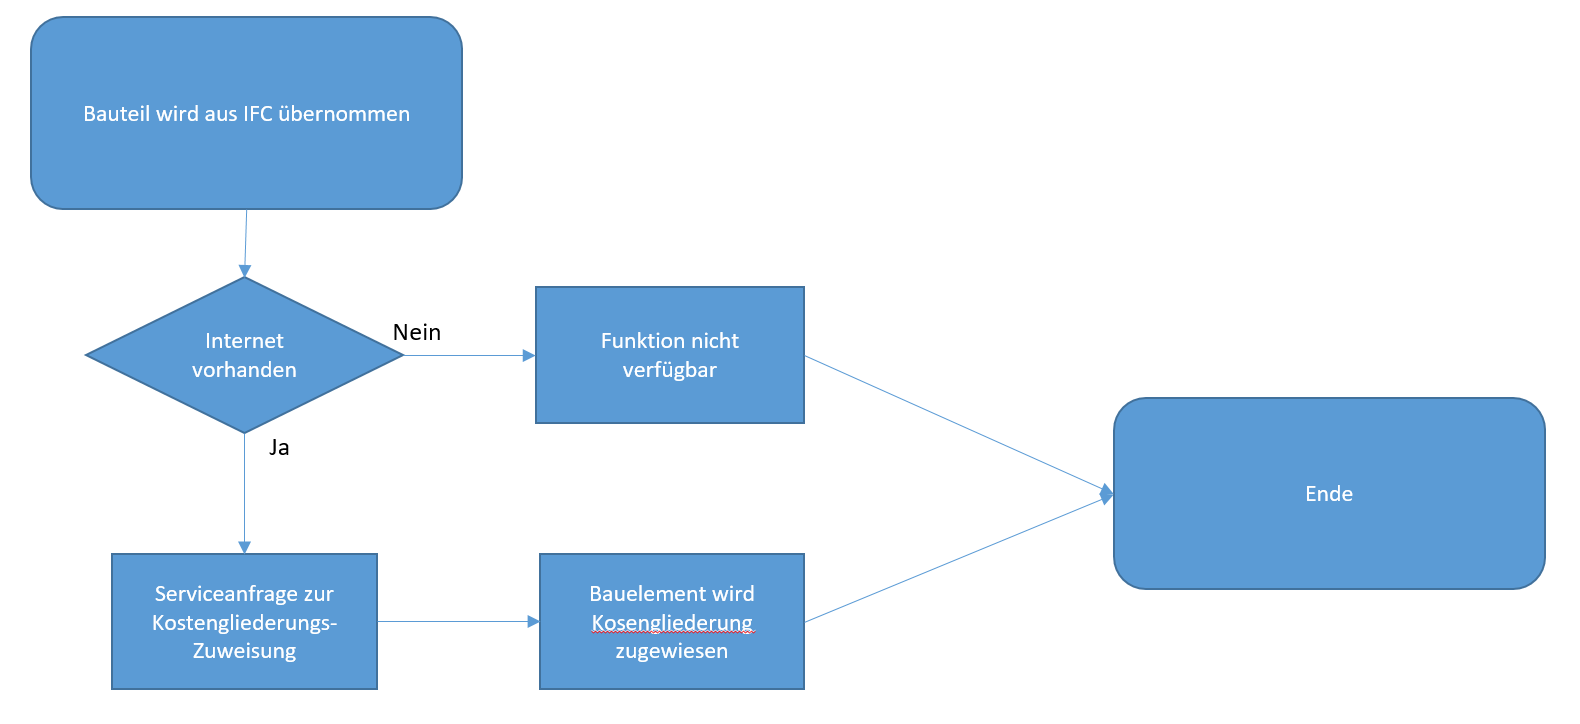 Bauteil wird aus IFC übernommen
Internet
vorhanden
Nein
Funktion nicht
verfügbar
Ja
Ende
Serviceanfrage zur
Kostengliederungs-
Zuweisung
Bauelement wird
Kosengliederung
zugewiesen